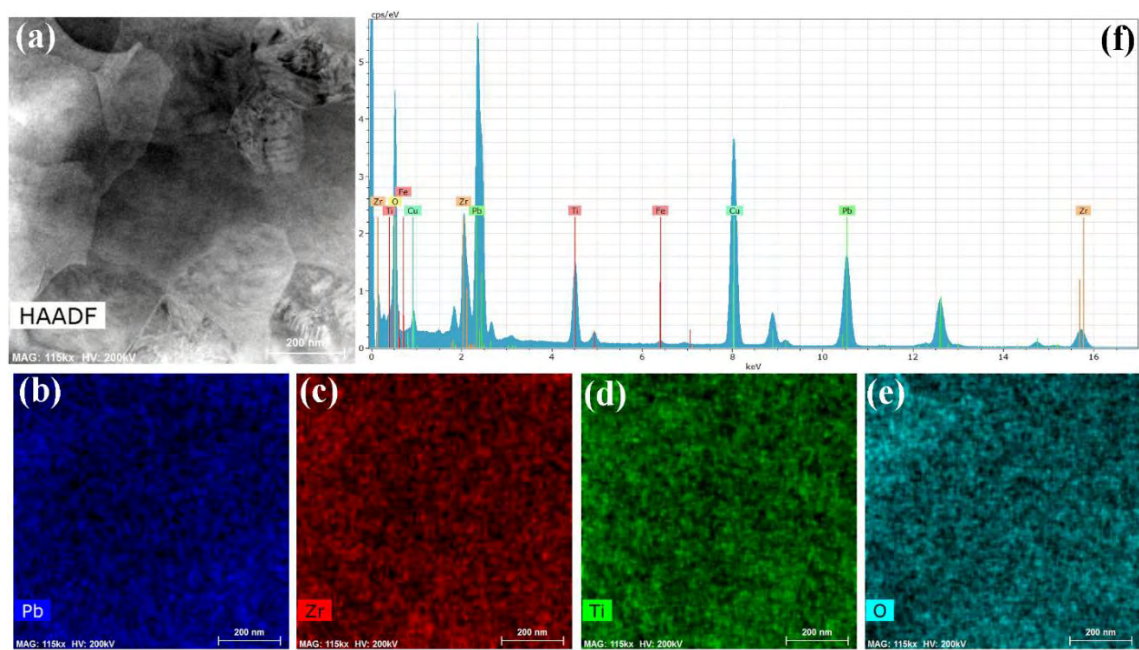 (a)
HAADF
200 nm
MAG: 115kx HV: 200kV
cps/eV
(f)
5
4
3
2
1
0
Fe
Zr O Zr
Ti Cu Pb Ti Fe Cu Pb Zr
0 2 4 6 8 10 12 14 16
keV
(b)
Pb
200 nm
MAG: 115kx HV: 200kV
(c)
Zr
200 nm
MAG: 115kx HV: 200kV
(d)
Ti
200 nm
MAG: 115kx HV: 200kV
(e)
O
200 nm
MAG: 115kx HV: 200kV